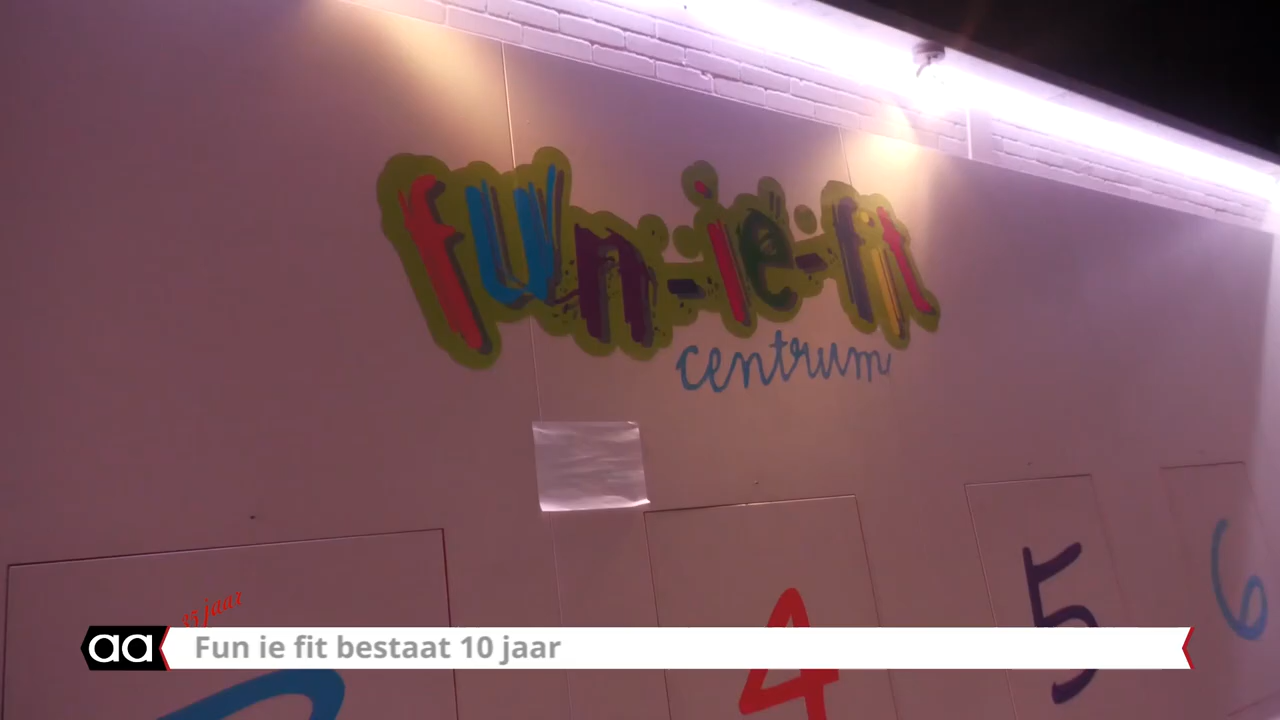 fun-ie-fit
centrum
35 jaar
4
5
6
aa
Fun ie fit bestaat 10 jaar